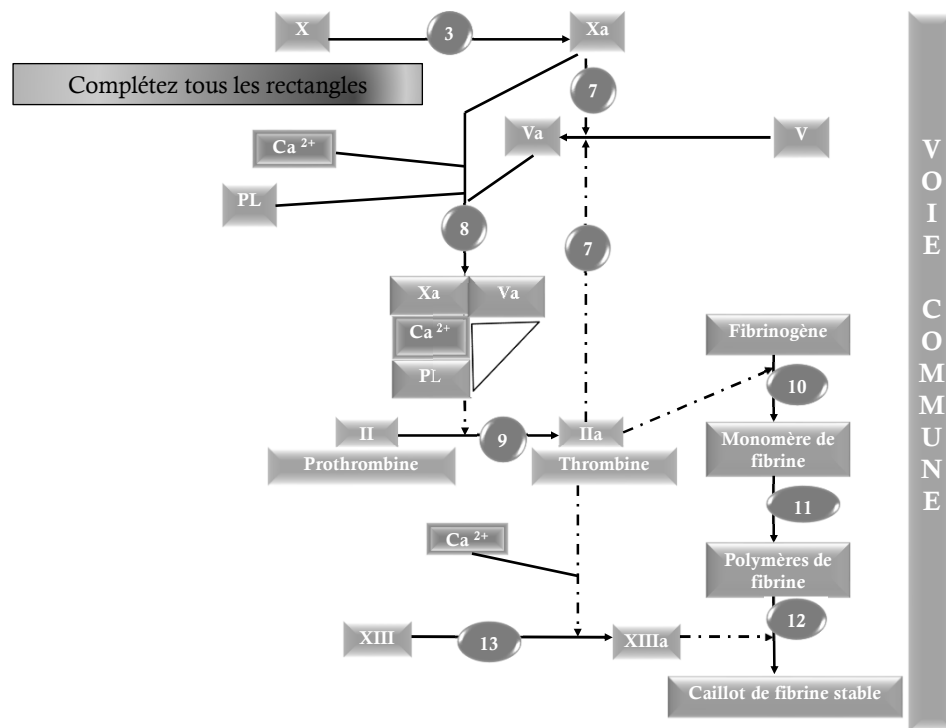 X
3
Xa
Complétez tous les rectangles
7
Va
V
Ca 2+
PL
8
7
Xa Va
Ca 2+
PL
Fibrinogène
10
II
9
IIa
Prothrombine
Thrombine
Monomère de
fibrine
11
Ca 2+
Polymères de
fibrine
12
XIII
13
XIIIa
Caillot de fibrine stable
V
O
I
E
C
O
M
M
U
N
E